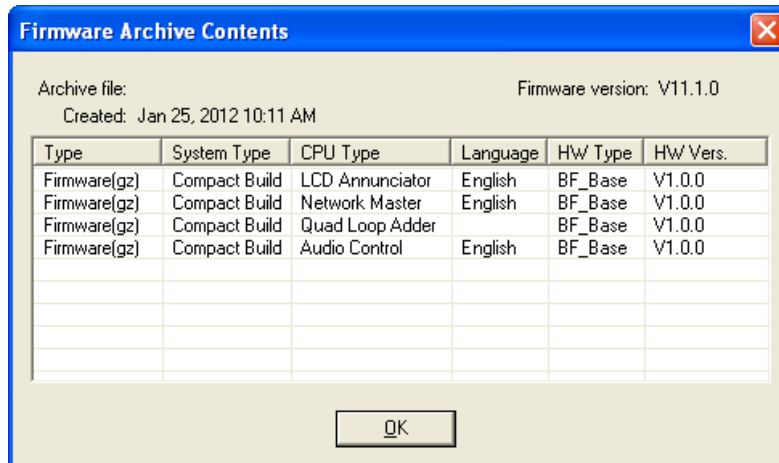 Firmware Archive Contents
Archive file: Firmware version: V11.1.0
Created: Jan 25, 2012 10:11 AM
Type System Type CPU Type Language HW Type HW Vers.
Firmware(gz) Compact Build LCD Annunciator English BF_Base V1.0.0
Firmware(gz) Compact Build Network Master English BF_Base V1.0.0
Firmware(gz) Compact Build Quad Loop Adder BF_Base V1.0.0
Firmware(gz) Compact Build Audio Control English BF_Base V1.0.0
OK